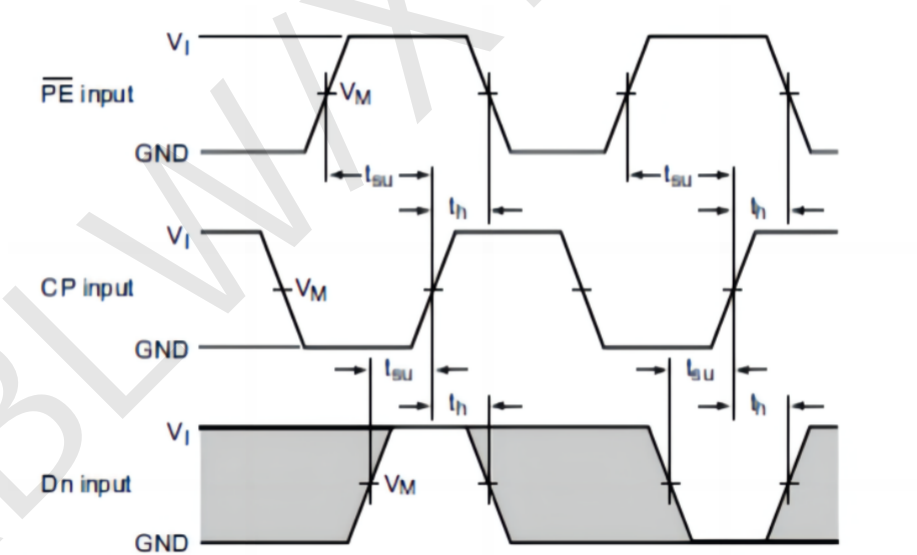 V_I
P̅E̅ input
V_M
GND
t_su t_su
t_h t_h
V_I
CP input
V_M
GND
t_su t_su
t_h t_h
V_I
Dn input
V_M
GND